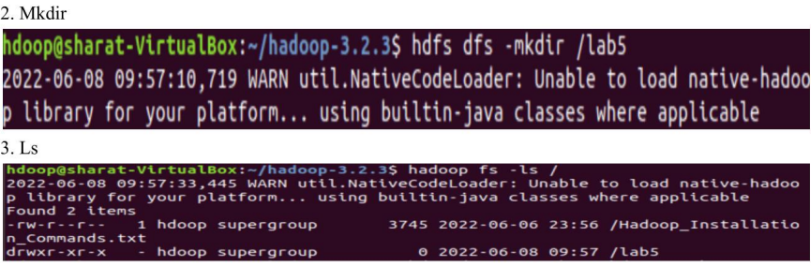 2. Mkdir
hdoop@sharat-VirtualBox:~/hadoop-3.2.3$ hdfs dfs -mkdir /lab5
2022-06-08 09:57:10,719 WARN util.NativeCodeLoader: Unable to load native-hadoo
p library for your platform... using builtin-java classes where applicable
3. Ls
hdoop@sharat-VirtualBox:~/hadoop-3.2.3$ hadoop fs -ls /
2022-06-08 09:57:33,445 WARN util.NativeCodeLoader: Unable to load native-hadoo
p library for your platform... using builtin-java classes where applicable
Found 2 items
-rw-r--r--   1 hdoop supergroup       3745 2022-06-06 23:56 /Hadoop_Installatio
n_Commands.txt
drwxr-xr-x   - hdoop supergroup          0 2022-06-08 09:57 /lab5